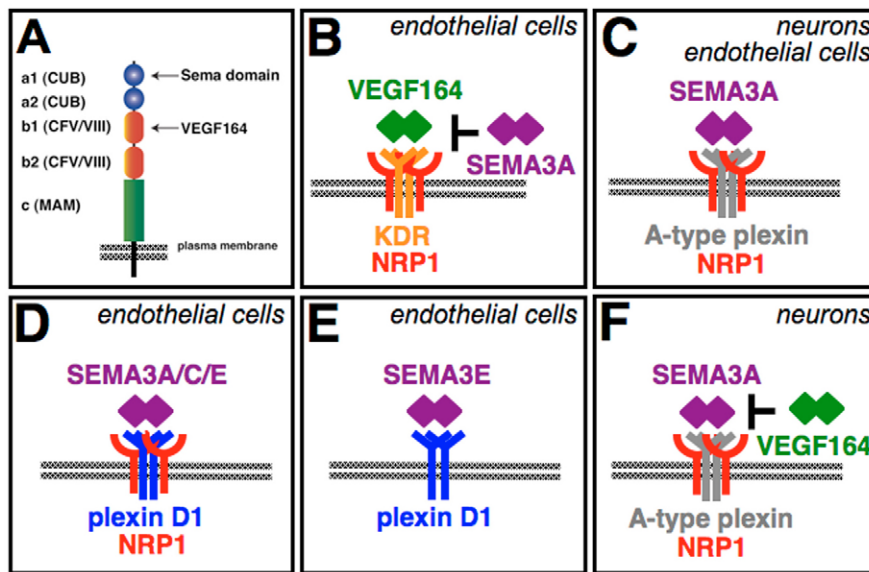 A
a1 (CUB)
Sema domain
a2 (CUB)
b1 (CFV/VIII)
VEGF164
b2 (CFV/VIII)
c (MAM)
plasma membrane
B
endothelial cells
VEGF164
SEMA3A
KDR
NRP1
C
neurons
endothelial cells
SEMA3A
A-type plexin
NRP1
D
endothelial cells
SEMA3A/C/E
plexin D1
NRP1
E
endothelial cells
SEMA3E
plexin D1
F
neurons
SEMA3A
VEGF164
A-type plexin
NRP1